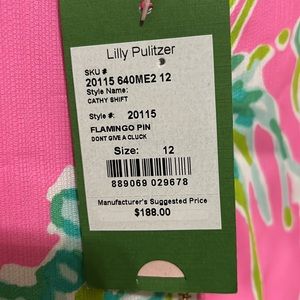 Lilly Pulitzer
SKU #
20115 640ME2 12
Style Name:
CATHY SHIFT
Style #: 20115
FLAMINGO PIN
DONT GIVE A CLUCK
Size: 12
889069 029678
Manufacturer's Suggested Price
$188.00